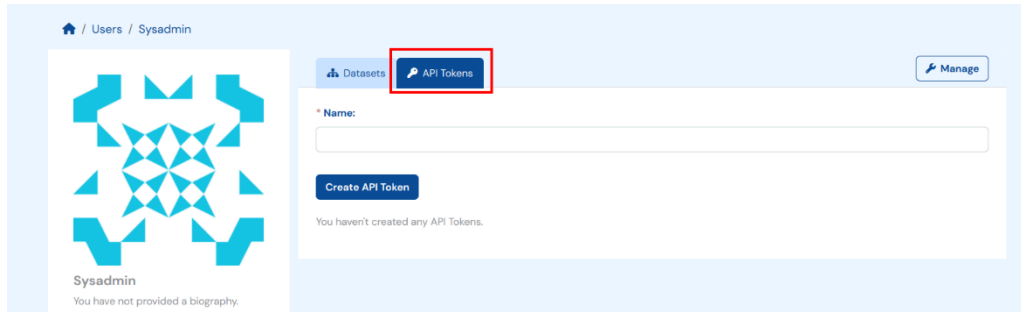 / Users / Sysadmin
Datasets
API Tokens
Manage
* Name:
Create API Token
You haven't created any API Tokens.
Sysadmin
You have not provided a biography.